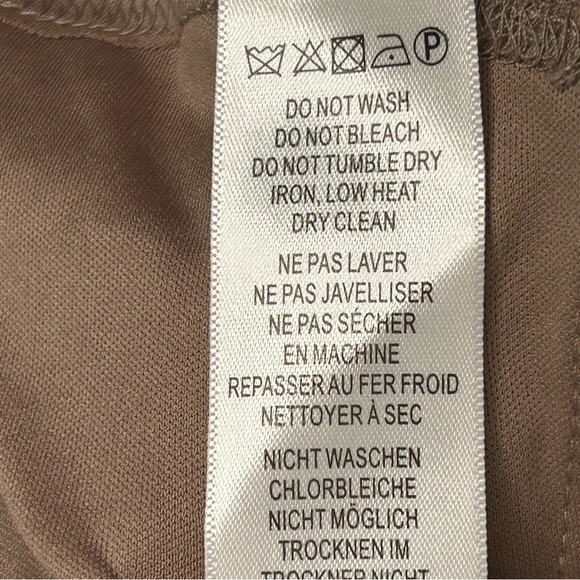 P
DO NOT WASH
DO NOT BLEACH
DO NOT TUMBLE DRY
IRON, LOW HEAT
DRY CLEAN
NE PAS LAVER
NE PAS JAVELLISER
NE PAS SÉCHER
EN MACHINE
REPASSER AU FER FROID
NETTOYER À SEC
NICHT WASCHEN
CHLORBLEICHE
NICHT MÖGLICH
TROCKNEN IM
TROCKNER NICHT